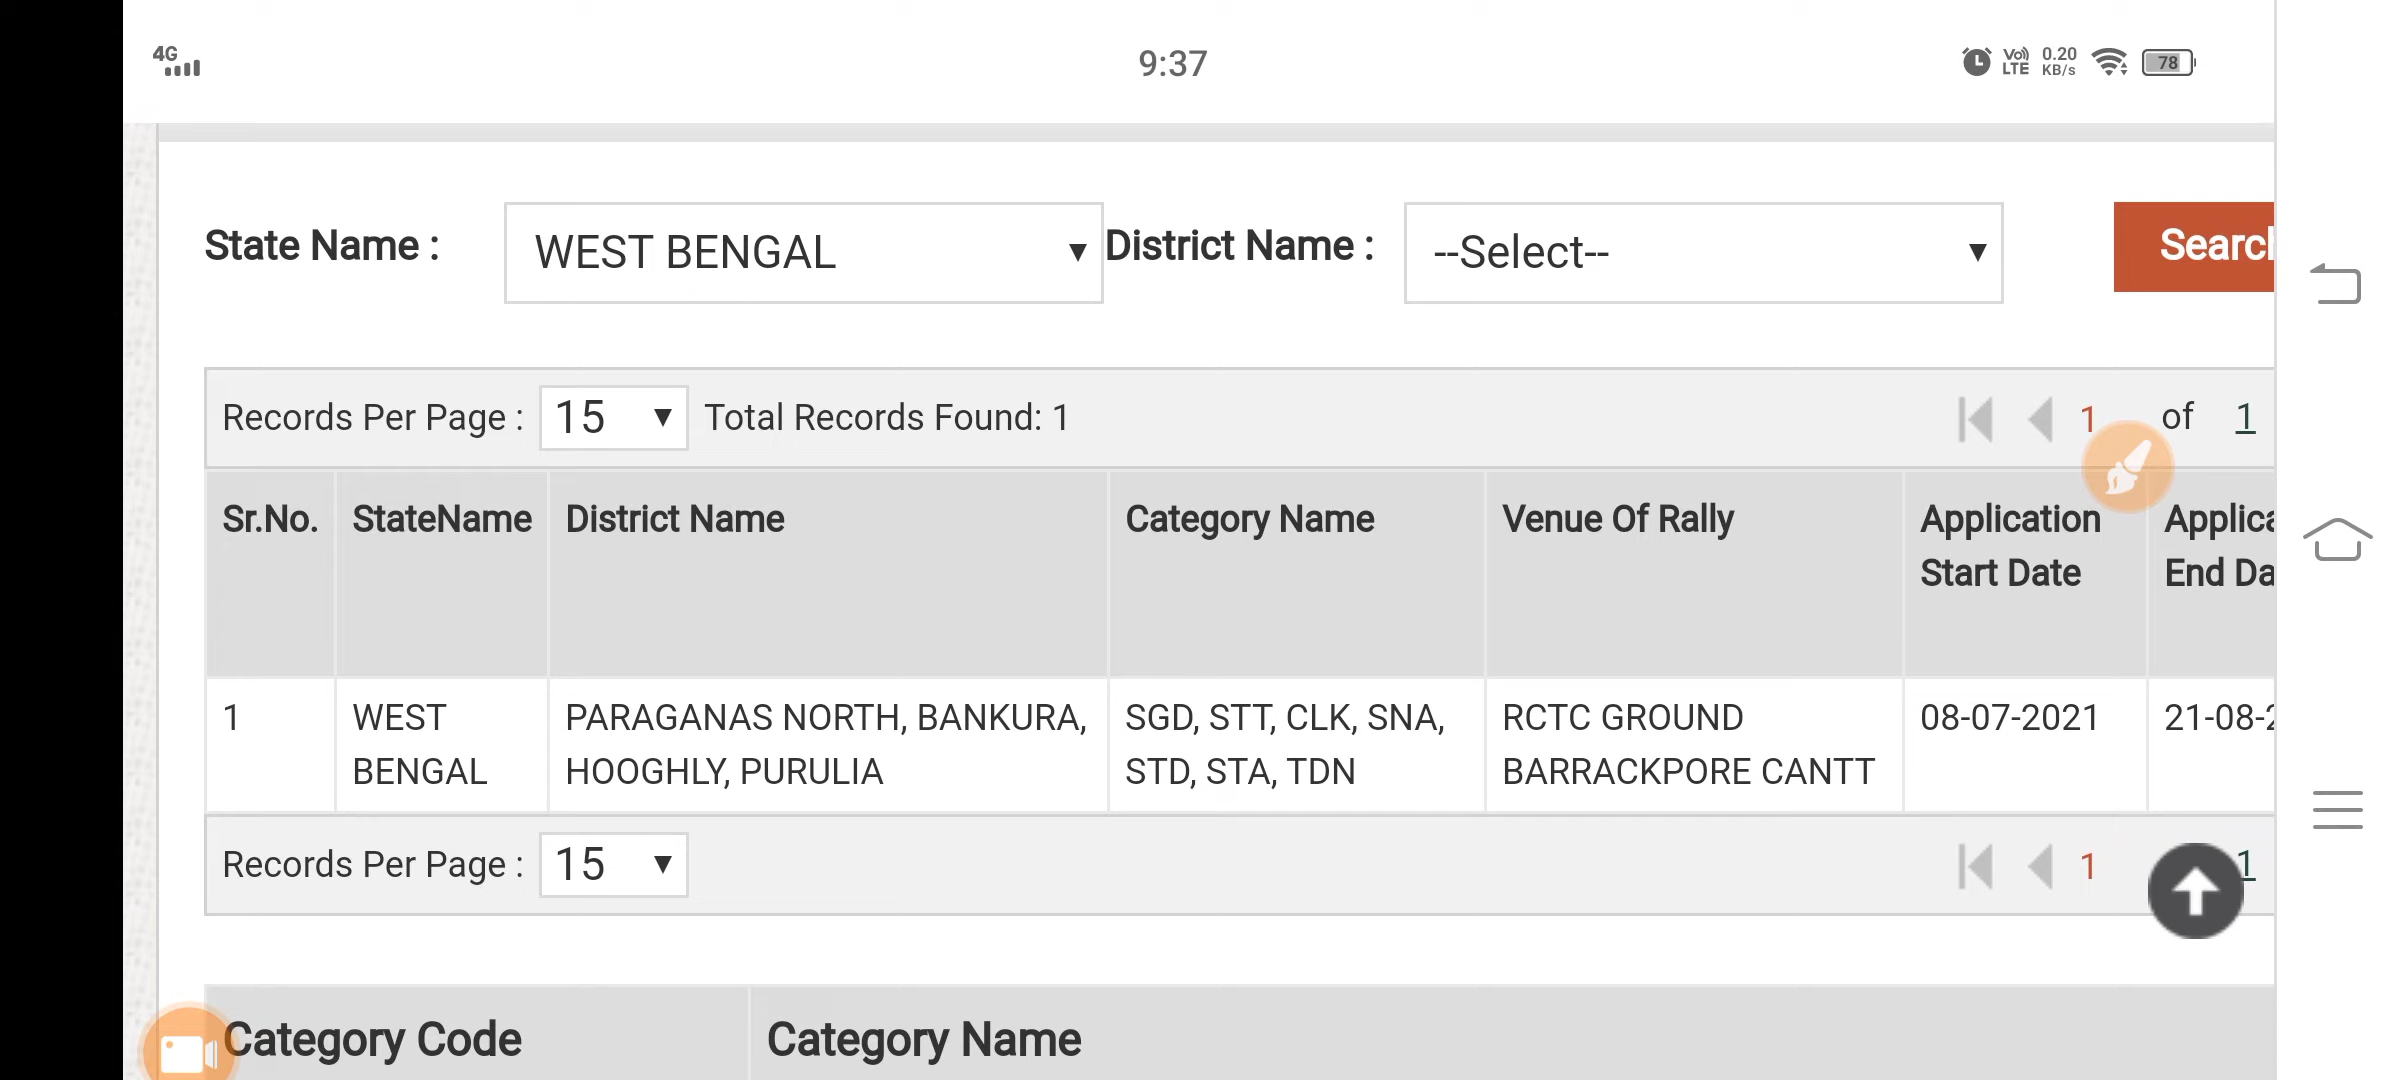 4G
9:37
Vo)) LTE
0.20 KB/s
78
State Name :
WEST BENGAL
District Name :
--Select--
Records Per Page :
15
Total Records Found: 1
1 of 1
Sr.No.
StateName
District Name
Category Name
Venue Of Rally
Application
Start Date
1
WEST
BENGAL
PARAGANAS NORTH, BANKURA,
HOOGHLY, PURULIA
SGD, STT, CLK, SNA,
STD, STA, TDN
RCTC GROUND
BARRACKPORE CANTT
08-07-2021
Records Per Page :
15
1
1
Category Code
Category Name